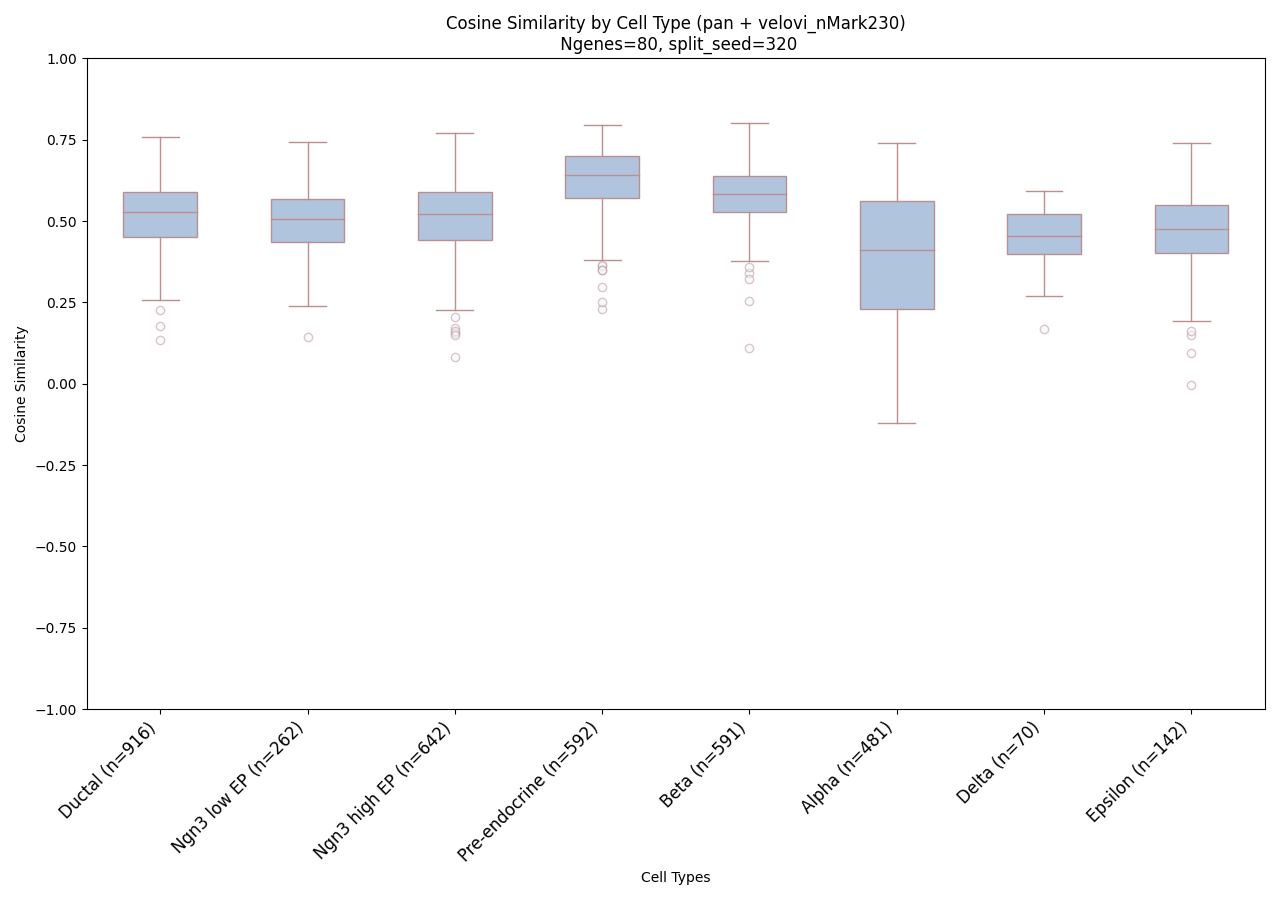 Cosine Similarity by Cell Type (pan + velovi_nMark230)
Ngenes=80, split_seed=320
1.00
0.75
0.50
0.25
0.00
−0.25
−0.50
−0.75
−1.00
Cosine Similarity
Ductal (n=916)
Ngn3 low EP (n=262)
Ngn3 high EP (n=642)
Pre-endocrine (n=592)
Beta (n=591)
Alpha (n=481)
Delta (n=70)
Epsilon (n=142)
Cell Types